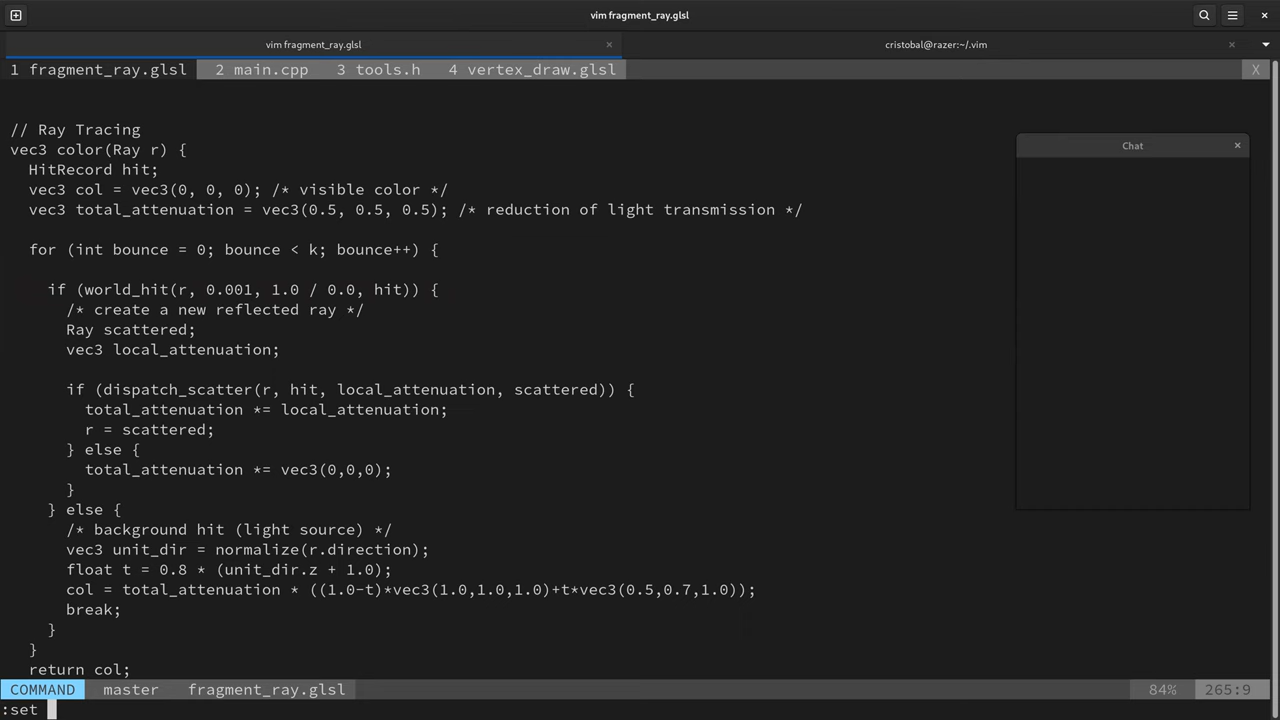 vim fragment_ray.glsl
vim fragment_ray.glsl × cristobal@razer:~/.vim ×
1 fragment_ray.glsl 2 main.cpp 3 tools.h 4 vertex_draw.glsl X
// Ray Tracing
vec3 color(Ray r) {
  HitRecord hit;
  vec3 col = vec3(0, 0, 0); /* visible color */
  vec3 total_attenuation = vec3(0.5, 0.5, 0.5); /* reduction of light transmission */
  for (int bounce = 0; bounce < k; bounce++) {
    if (world_hit(r, 0.001, 1.0 / 0.0, hit)) {
      /* create a new reflected ray */
      Ray scattered;
      vec3 local_attenuation;
      if (dispatch_scatter(r, hit, local_attenuation, scattered)) {
        total_attenuation *= local_attenuation;
        r = scattered;
      } else {
        total_attenuation *= vec3(0,0,0);
      }
    } else {
      /* background hit (light source) */
      vec3 unit_dir = normalize(r.direction);
      float t = 0.8 * (unit_dir.z + 1.0);
      col = total_attenuation * ((1.0-t)*vec3(1.0,1.0,1.0)+t*vec3(0.5,0.7,1.0));
      break;
    }
  }
  return col;
Chat ×
COMMAND master fragment_ray.glsl 84% 265:9
:set